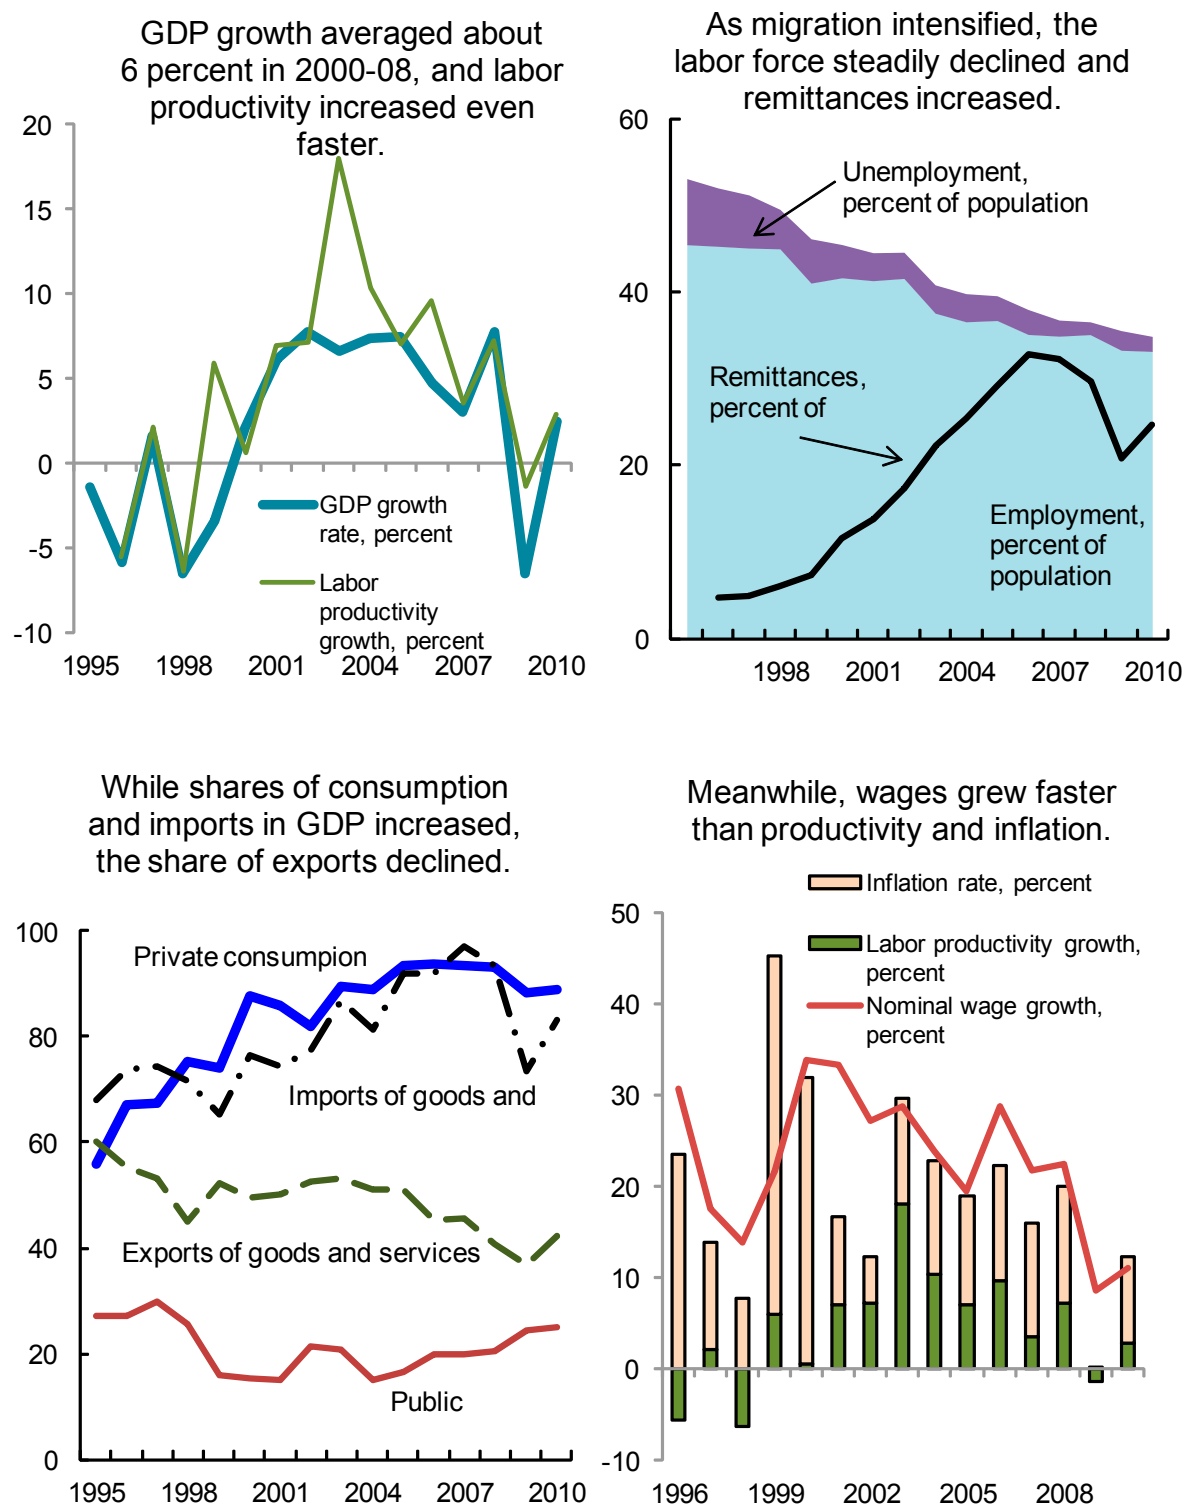 GDP growth averaged about
6 percent in 2000-08, and labor
productivity increased even
faster.
20
15
10
5
0
-5
-10
GDP growth
rate, percent
Labor
productivity
growth, percent
1995 1998 2001 2004 2007 2010
As migration intensified, the
labor force steadily declined and
remittances increased.
60
40
20
0
Unemployment,
percent of population
Remittances,
percent of
Employment,
percent of
population
1998 2001 2004 2007 2010
While shares of consumption
and imports in GDP increased,
the share of exports declined.
100
80
60
40
20
0
Private consumption
Imports of goods and
Exports of goods and services
Public
1995 1998 2001 2004 2007 2010
Meanwhile, wages grew faster
than productivity and inflation.
Inflation rate, percent
Labor productivity growth,
percent
Nominal wage growth,
percent
50
40
30
20
10
0
-10
1996 1999 2002 2005 2008